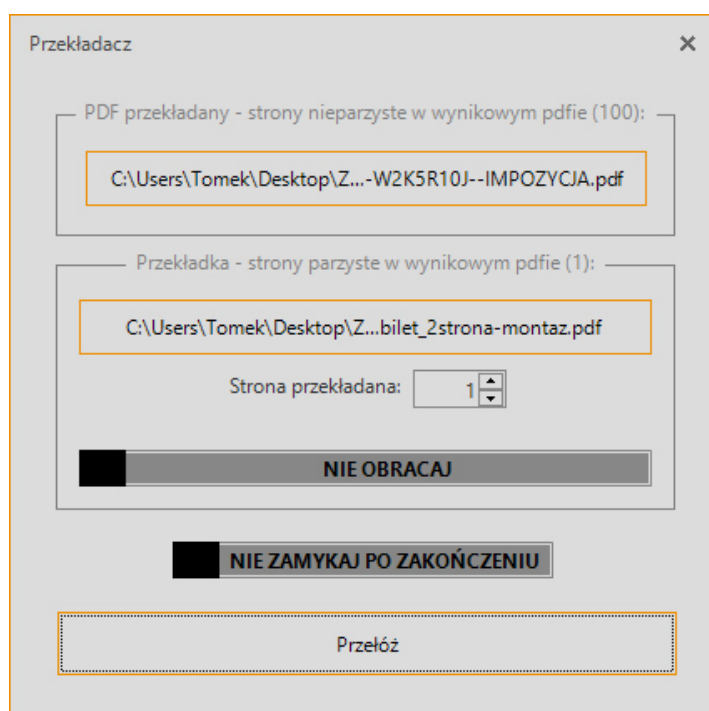 Przekładacz
PDF przekładany - strony nieparzyste w wynikowym pdfie (100):
C:\Users\Tomek\Desktop\Z...-W2K5R10J--IMPOZYCJA.pdf
Przekładka - strony parzyste w wynikowym pdfie (1):
C:\Users\Tomek\Desktop\Z...bilet_2strona-montaz.pdf
Strona przekładana: 1
NIE OBRACAJ
NIE ZAMYKAJ PO ZAKOŃCZENIU
Przełóż